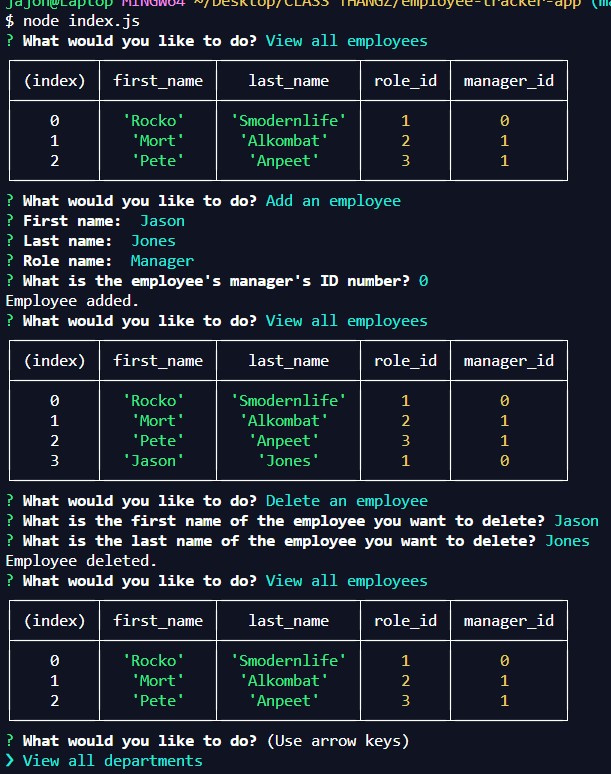 jajon@Laptop MINGW64 ~/Desktop/CLASS THANGZ/employee-tracker-app (ma
$ node index.js
? What would you like to do? View all employees
(index) first_name last_name role_id manager_id
0 'Rocko' 'Smodernlife' 1 0
1 'Mort' 'Alkombat' 2 1
2 'Pete' 'Anpeet' 3 1
? What would you like to do? Add an employee
? First name:  Jason
? Last name:  Jones
? Role name:  Manager
? What is the employee's manager's ID number? 0
Employee added.
? What would you like to do? View all employees
(index) first_name last_name role_id manager_id
0 'Rocko' 'Smodernlife' 1 0
1 'Mort' 'Alkombat' 2 1
2 'Pete' 'Anpeet' 3 1
3 'Jason' 'Jones' 1 0
? What would you like to do? Delete an employee
? What is the first name of the employee you want to delete? Jason
? What is the last name of the employee you want to delete? Jones
Employee deleted.
? What would you like to do? View all employees
(index) first_name last_name role_id manager_id
0 'Rocko' 'Smodernlife' 1 0
1 'Mort' 'Alkombat' 2 1
2 'Pete' 'Anpeet' 3 1
? What would you like to do? (Use arrow keys)
❯ View all departments